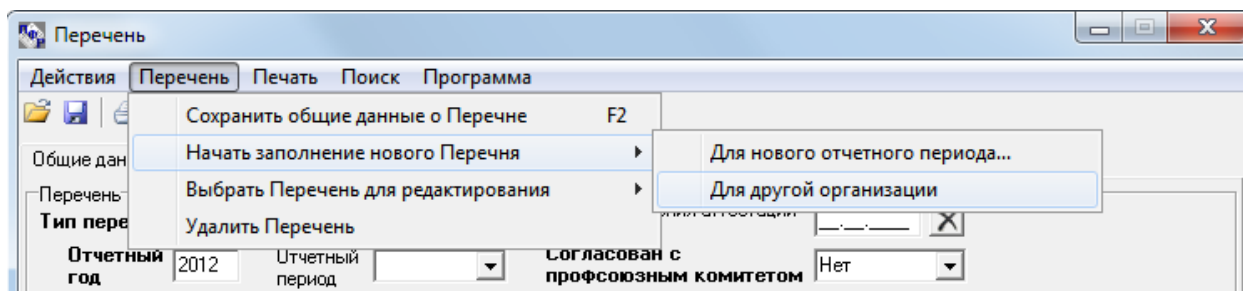 Перечень
Действия Перечень Печать Поиск Программа
Сохранить общие данные о Перечне F2
Общие дан
Начать заполнение нового Перечня
Для нового отчетного периода...
Перечень
Выбрать Перечень для редактирования
Для другой организации
Тип пере
Удалить Перечень
Отчетный год 2012 Отчетный период Согласован с профсоюзным комитетом Нет